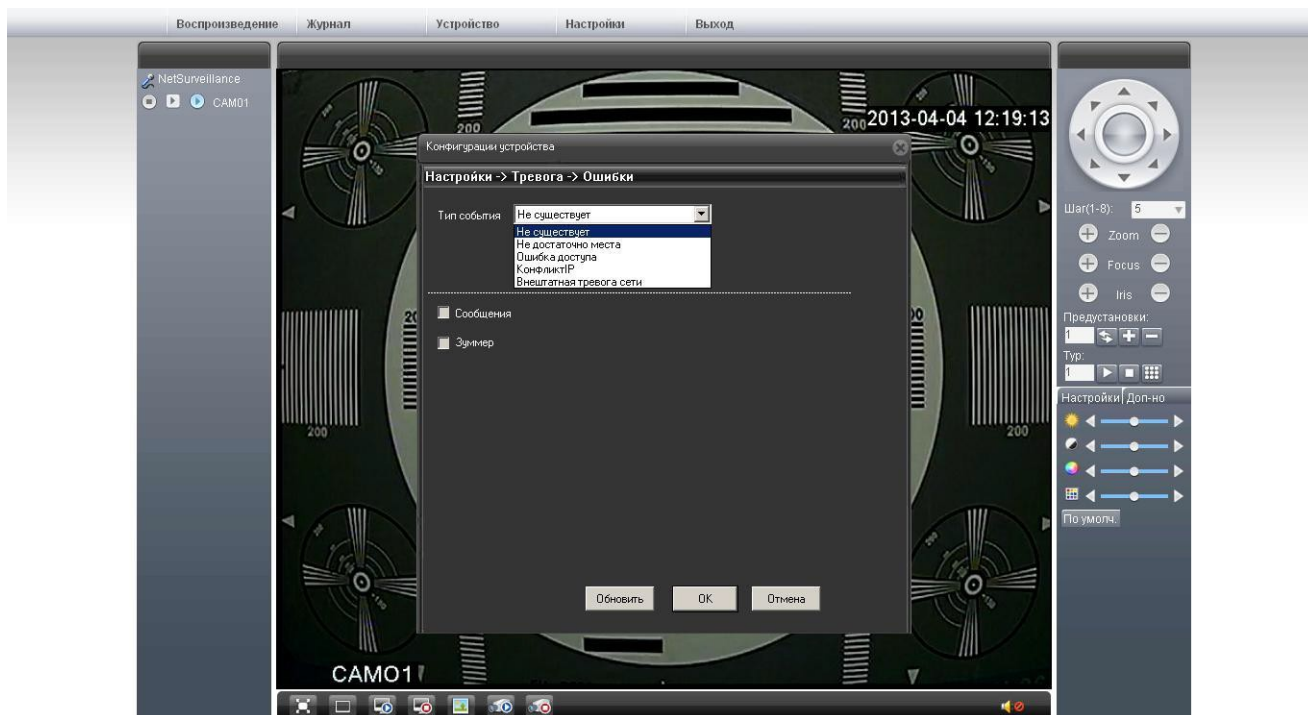 Воспроизведение Журнал Устройство Настройки Выход
NetSurveillance
CAM01
200
200
2013-04-04 12:19:13
Конфигурации устройства
Настройки -> Тревога -> Ошибки
Тип события Не существует
Не существует
Не достаточно места
Ошибка доступа
КонфликтIP
Внештатная тревога сети
Сообщения
Зуммер
200
200
Обновить OK Отмена
CAMO1
Шаг(1-8): 5
Zoom
Focus
Iris
Предустановки:
1
Тур:
1
Настройки Доп-но
По умолч.